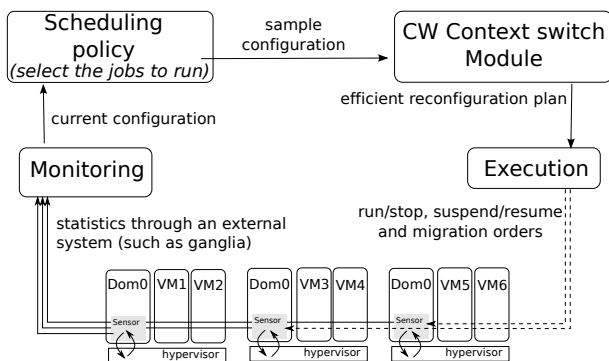 Scheduling
policy
(select the jobs to run)
sample
configuration
CW Context switch
Module
efficient reconfiguration plan
current configuration
Monitoring
Execution
statistics through an external
system (such as ganglia)
run/stop, suspend/resume
and migration orders
Dom0 VM1 VM2 Dom0 VM3 VM4 Dom0 VM5 VM6
Sensor Sensor Sensor
hypervisor hypervisor hypervisor